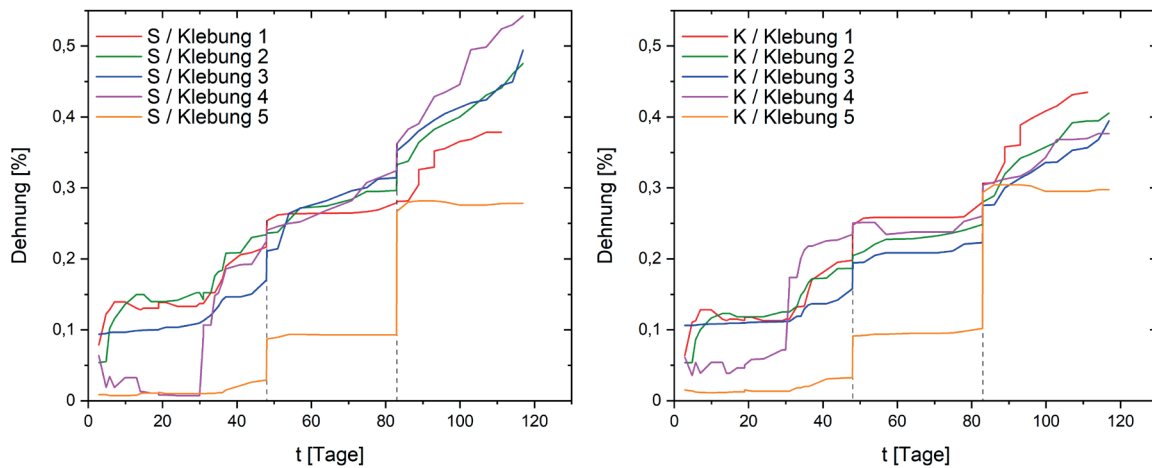 0,5
0,4
0,3
0,2
0,1
0
Dehnung [%]
S / Klebung 1
S / Klebung 2
S / Klebung 3
S / Klebung 4
S / Klebung 5
0 20 40 60 80 100 120
t [Tage]
0,5
0,4
0,3
0,2
0,1
0
Dehnung [%]
K / Klebung 1
K / Klebung 2
K / Klebung 3
K / Klebung 4
K / Klebung 5
0 20 40 60 80 100 120
t [Tage]